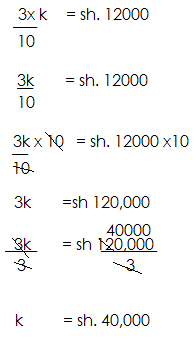 3x k = sh. 12000
10
3k = sh. 12000
10
3k x 10 = sh. 12000 x10
10
3k =sh 120,000
40000
3k = sh 120,000
3 3
k = sh. 40,000